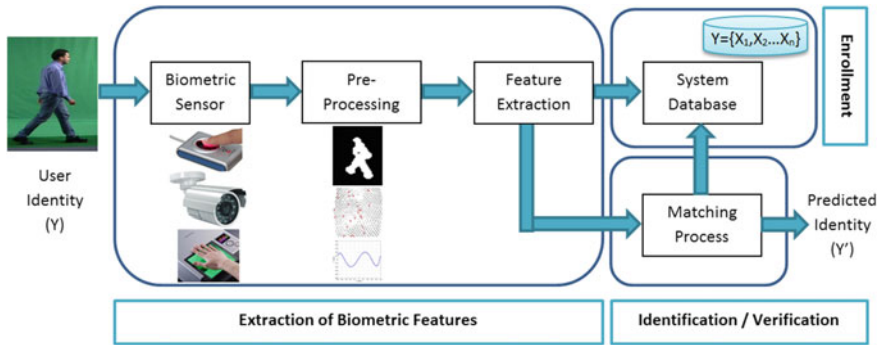 User
Identity
(Y)
Biometric
Sensor
Pre-
Processing
Feature
Extraction
Y={X₁,X₂...Xₙ}
System
Database
Enrollment
Matching
Process
Predicted
Identity
(Y')
Extraction of Biometric Features
Identification / Verification